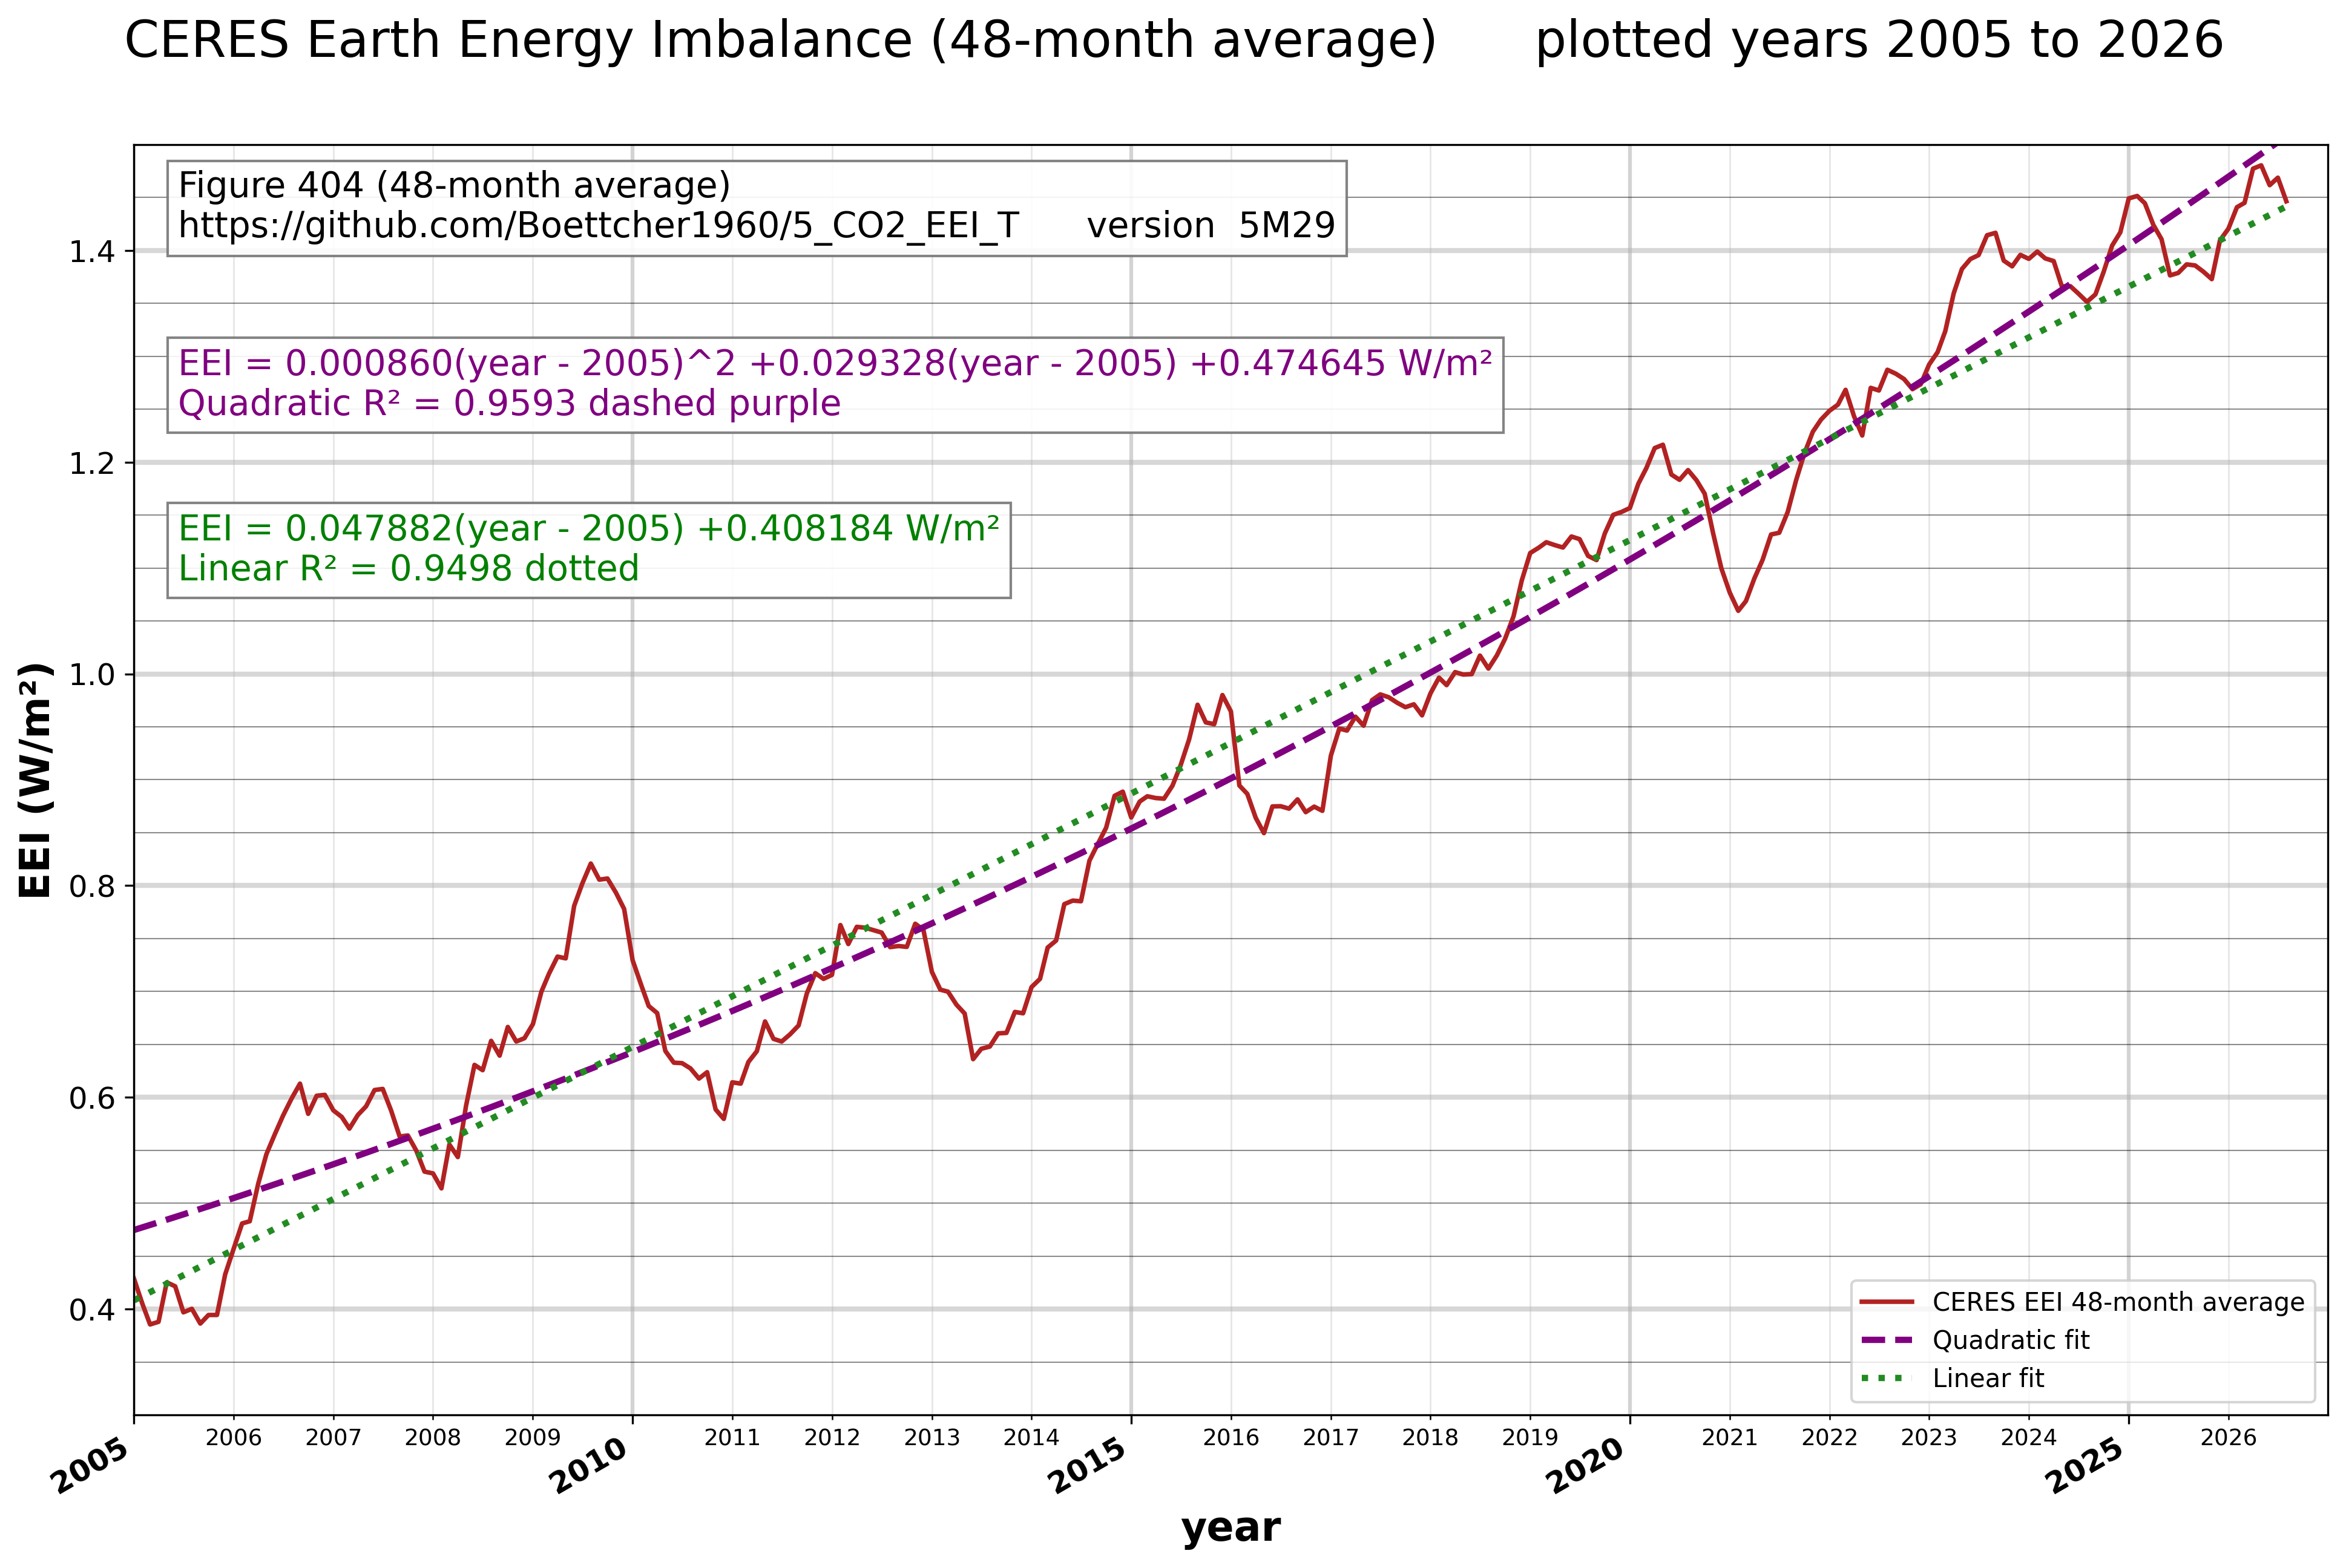 CERES Earth Energy Imbalance (48-month average)      plotted years 2005 to 2026
Figure 404 (48-month average)
https://github.com/Boettcher1960/5_CO2_EEI_T      version  5M29
EEI = 0.000860(year - 2005)^2 +0.029328(year - 2005) +0.474645 W/m²
Quadratic R² = 0.9593 dashed purple
EEI = 0.047882(year - 2005) +0.408184 W/m²
Linear R² = 0.9498 dotted
EEI (W/m²)
1.4
1.2
1.0
0.8
0.6
0.4
CERES EEI 48-month average
Quadratic fit
Linear fit
2005 2006 2007 2008 2009 2010 2011 2012 2013 2014 2015 2016 2017 2018 2019 2020 2021 2022 2023 2024 2025 2026
year